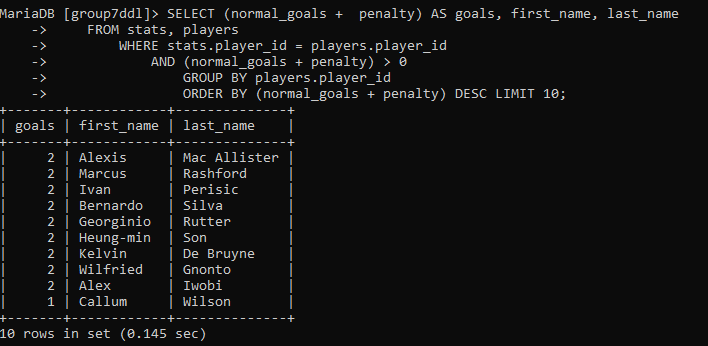 MariaDB [group7ddl]> SELECT (normal_goals +  penalty) AS goals, first_name, last_name
    ->     FROM stats, players
    ->         WHERE stats.player_id = players.player_id
    ->             AND (normal_goals + penalty) > 0
    ->                 GROUP BY players.player_id
    ->                 ORDER BY (normal_goals + penalty) DESC LIMIT 10;
+-------+------------+--------------+
| goals | first_name | last_name    |
+-------+------------+--------------+
|     2 | Alexis     | Mac Allister |
|     2 | Marcus     | Rashford     |
|     2 | Ivan       | Perisic      |
|     2 | Bernardo   | Silva        |
|     2 | Georginio  | Rutter       |
|     2 | Heung-min  | Son          |
|     2 | Kelvin     | De Bruyne    |
|     2 | Wilfried   | Gnonto       |
|     2 | Alex       | Iwobi        |
|     1 | Callum     | Wilson       |
+-------+------------+--------------+
10 rows in set (0.145 sec)